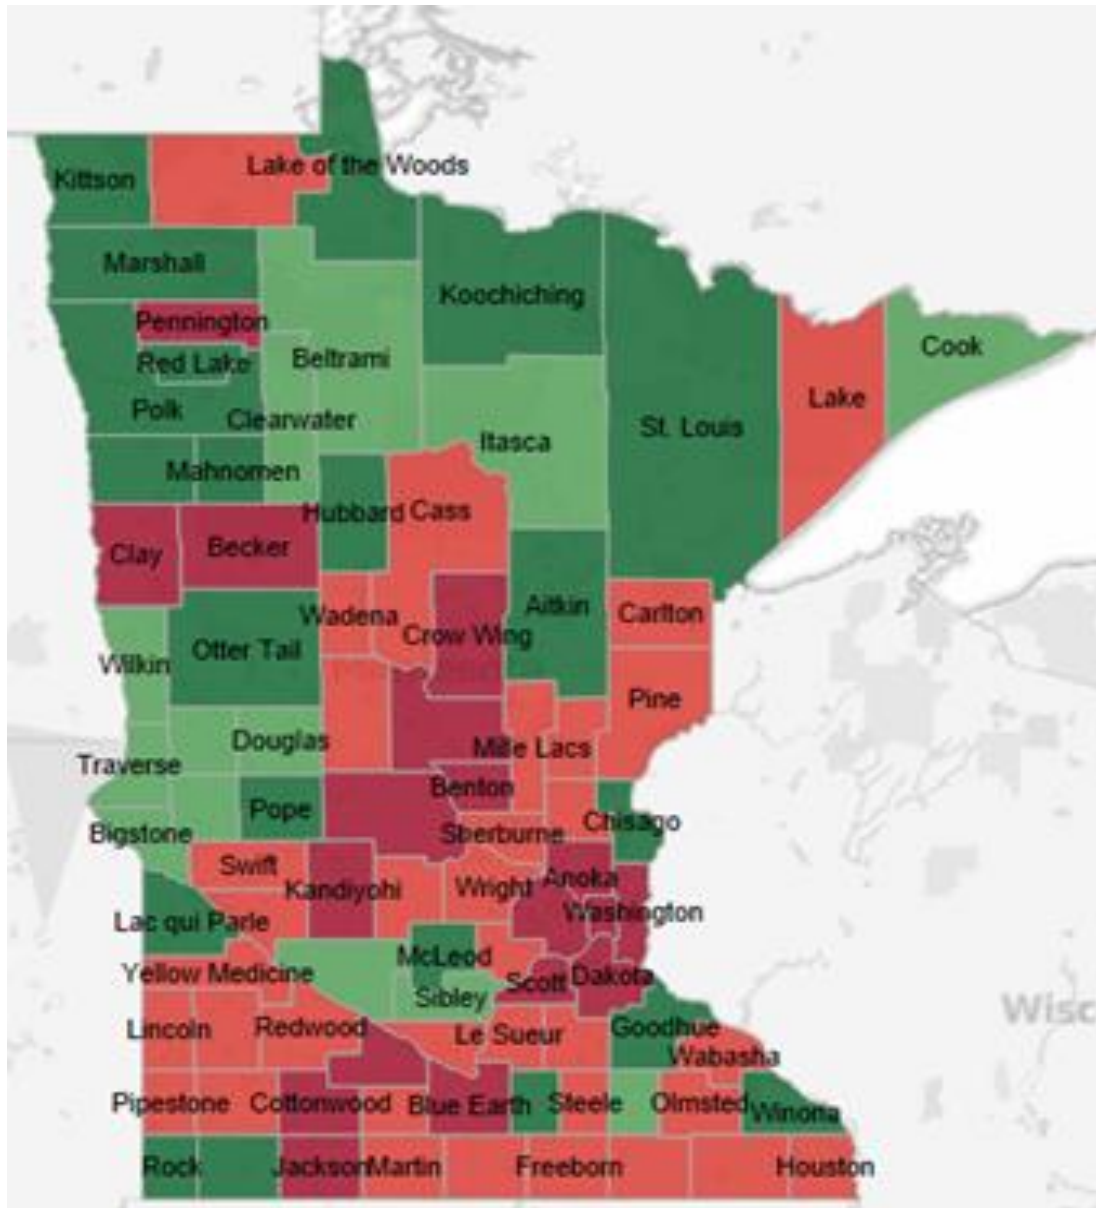 Lake of the Woods
Kittson
Marshall
Koochiching
Pennington
Cook
Beltrami
Red Lake
Lake
Polk
Clearwater
St. Louis
Itasca
Mahnomen
Hubbard
Cass
Becker
Clay
Aitkin
Wadena
Carlton
Crow Wing
Otter Tail
Wilkin
Pine
Douglas
Mille Lacs
Traverse
Benton
Pope
Chisago
Bigstone
Sherburne
Swift
Anoka
Kandiyohi
Wright
Washington
Lac qui Parle
McLeod
Yellow Medicine
Dakota
Scott
Sibley
Wisc
Lincoln
Redwood
Goodhue
Le Sueur
Wabasha
Pipestone
Cottonwood
Blue Earth
Steele
Olmsted
Winona
Rock
Jackson
Martin
Freeborn
Houston